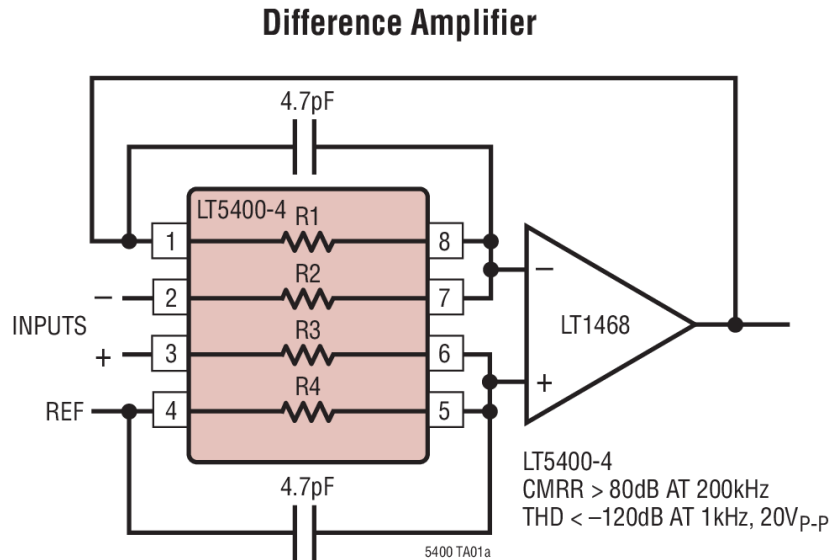 Difference Amplifier
4.7pF
LT5400-4
R1
1
8
R2
−
2
7
−
INPUTS
LT1468
R3
+
3
6
+
R4
REF
4
5
LT5400-4
CMRR > 80dB AT 200kHz
THD < –120dB AT 1kHz, 20VP-P
4.7pF
5400 TA01a